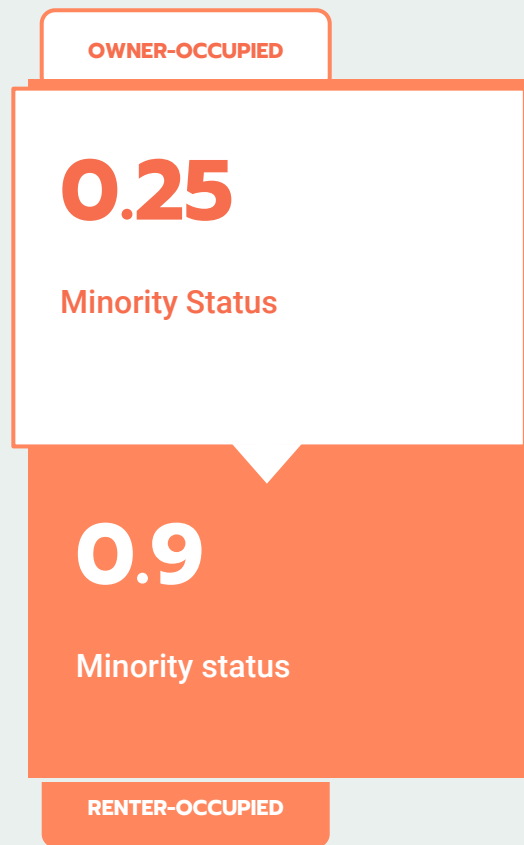 OWNER-OCCUPIED
0.25
Minority Status
0.9
Minority status
RENTER-OCCUPIED